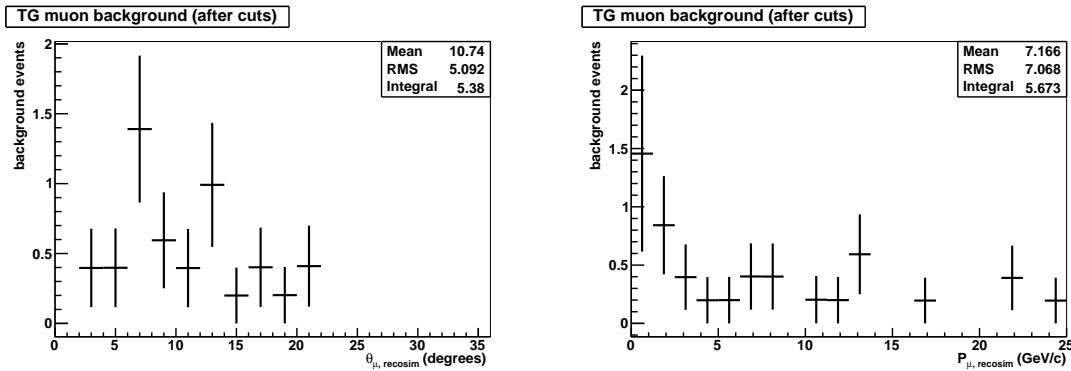 TG muon background (after cuts)
background events
Mean 10.74
RMS 5.092
Integral 5.38
2
1.5
1
0.5
0
0 5 10 15 20 25 30 35
θμ, recosim (degrees)
TG muon background (after cuts)
background events
Mean 7.166
RMS 7.068
Integral 5.673
2
1.5
1
0.5
0
0 5 10 15 20 25
Pμ, recosim (GeV/c)